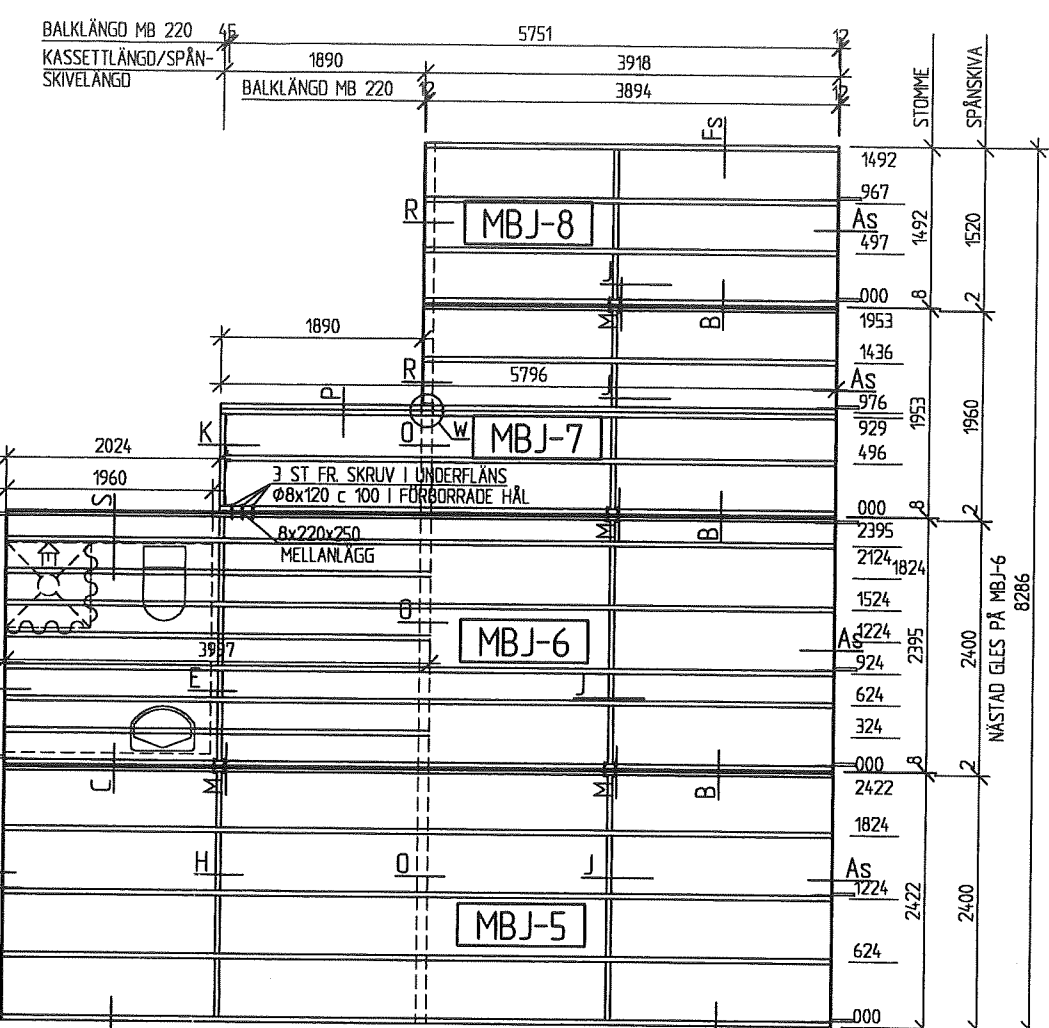 BALKLÄNGD MB 220 45 5751 12
KASSETTLÄNGD/SPÅN-
SKIVELÄNGD
1890 3918
BALKLÄNGD MB 220 12 3894 12
STOMME
SPÅNSKIVA
Fs
1492
967
R
MBJ-8
As
497
1492
1520
J
000
8
2
M
B
1953
1890
1436
R
5796
J
As
P
976
1953
1960
K
O
W
MBJ-7
929
2024
496
1960
S
3 ST FR. SKRUV I UNDERFLÄNS
Ø8x120 c 100 I FÖRBORRADE HÅL
000
8
2
8x220x250
MELLANLÄGG
M
B
2395
2124
1824
1524
O
MBJ-6
1224
As
3997
924
2395
2400
NÄSTAD GLES PÅ MBJ-6
8286
E
J
624
324
000
8
2
C
M
M
B
2422
1824
H
O
J
As
1224
2422
2400
MBJ-5
624
000